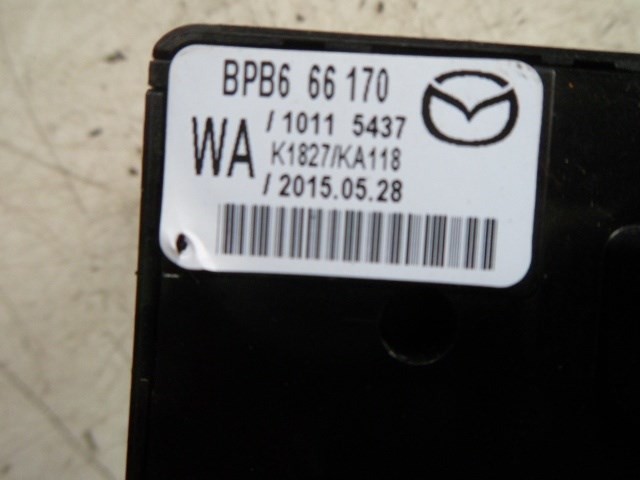 BPB6 66 170
WA / 1011 5437
K1827/KA118
/ 2015.05.28